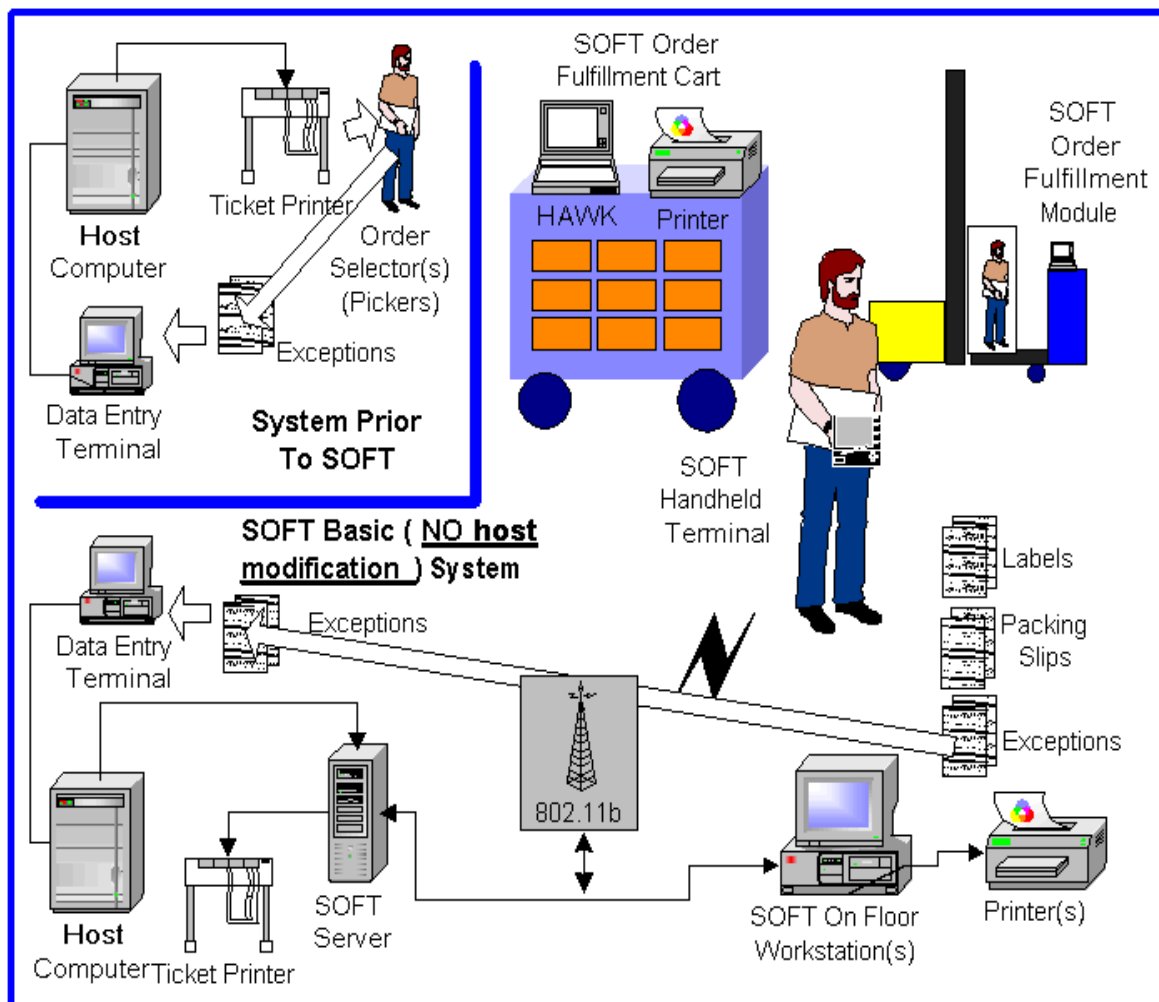 Ticket Printer
Host
Computer
Order
Selector(s)
(Pickers)
Exceptions
Data Entry
Terminal
System Prior
To SOFT
SOFT Order
Fulfillment Cart
HAWK
Printer
SOFT
Order
Fulfillment
Module
SOFT
Handheld
Terminal
SOFT Basic ( NO host
modification ) System
Data Entry
Terminal
Exceptions
Labels
Packing
Slips
Exceptions
802.11b
Host
Computer
Ticket Printer
SOFT
Server
SOFT On Floor
Workstation(s)
Printer(s)